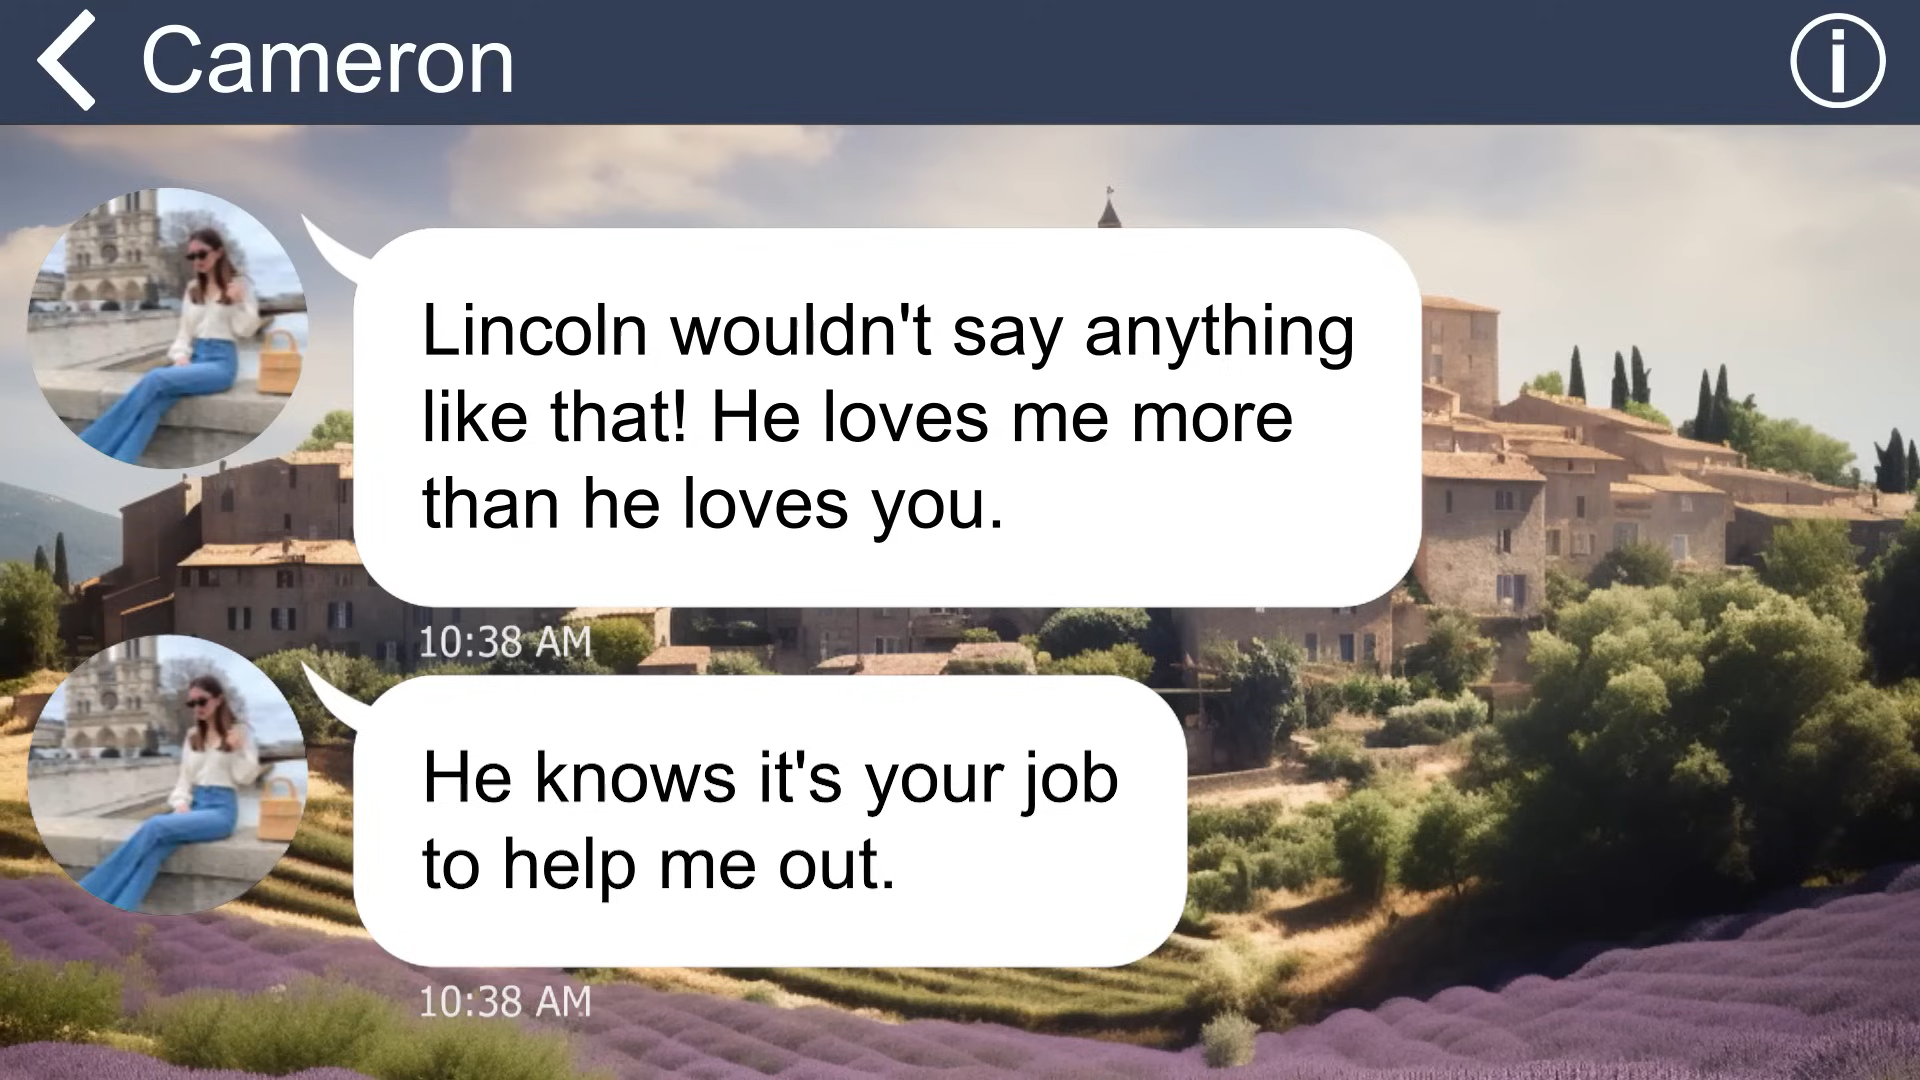 Cameron
Lincoln wouldn't say anything
like that! He loves me more
than he loves you.
10:38 AM
He knows it's your job
to help me out.
10:38 AM